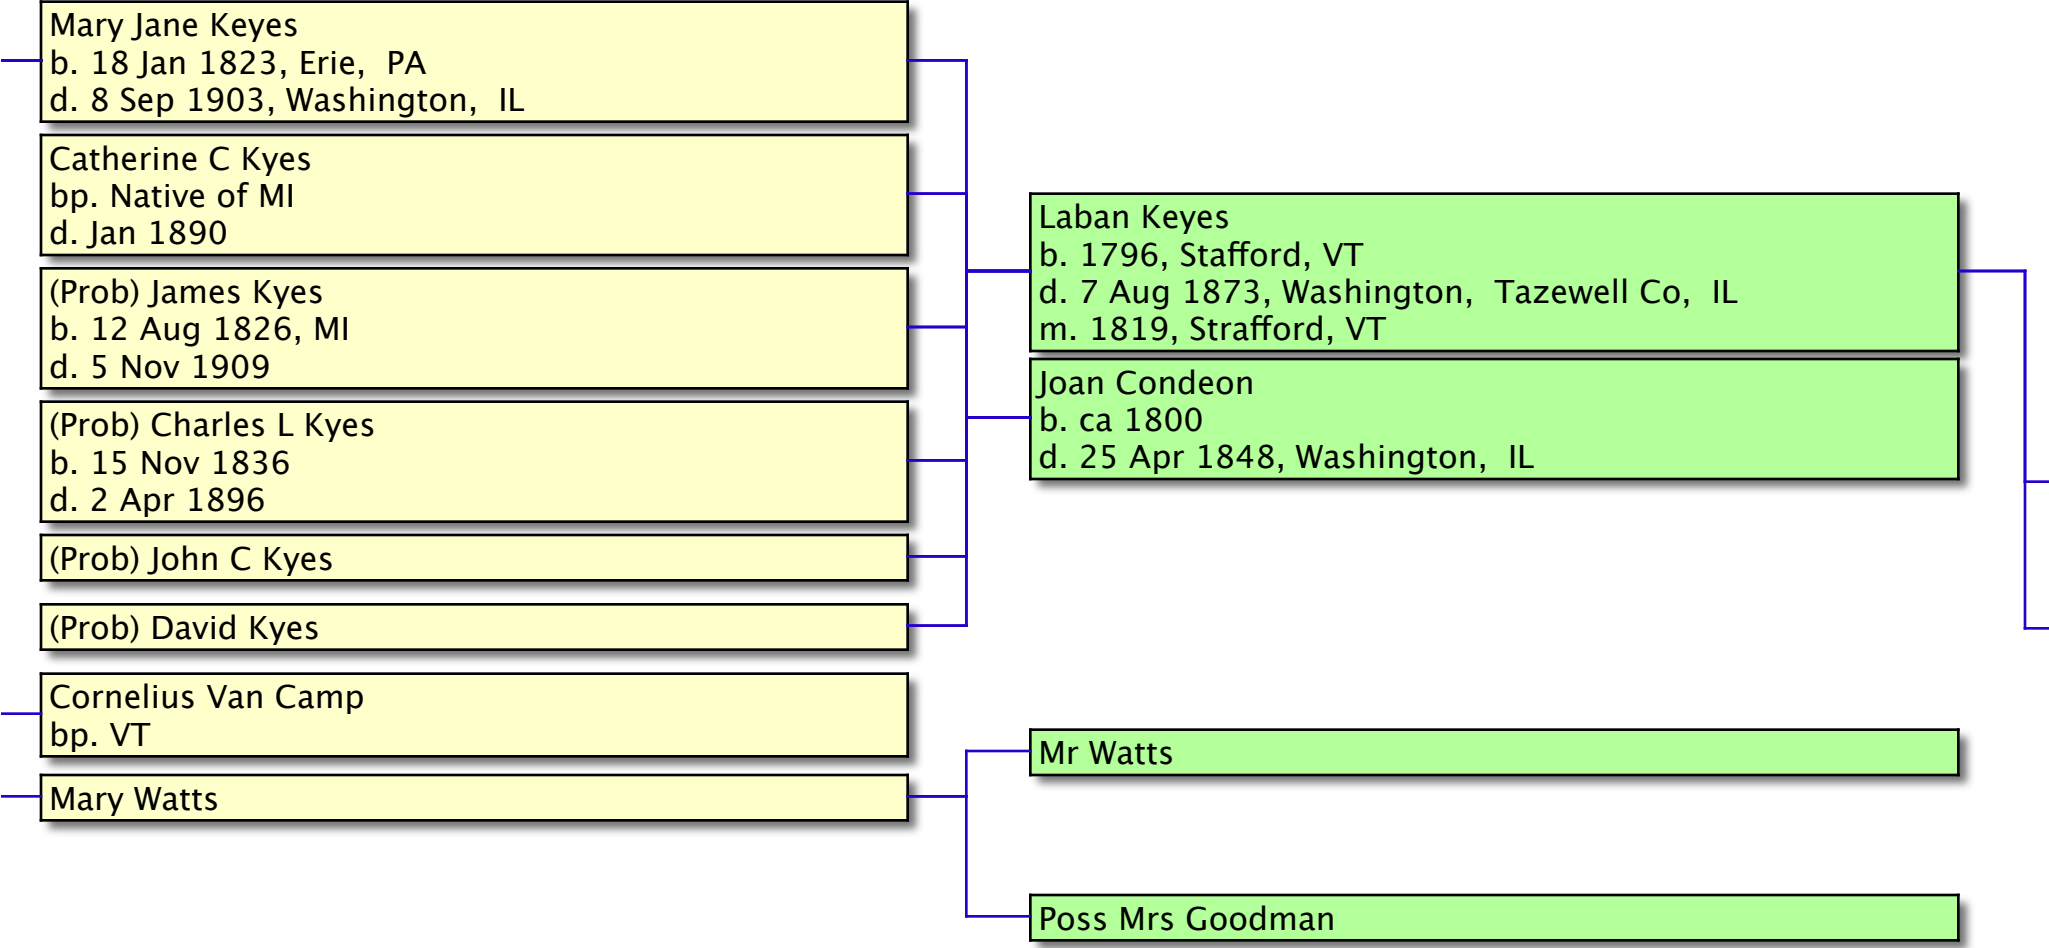 Mary Jane Keyes
b. 18 Jan 1823, Erie,  PA
d. 8 Sep 1903, Washington,  IL
Catherine C Kyes
bp. Native of MI
d. Jan 1890
(Prob) James Kyes
b. 12 Aug 1826, MI
d. 5 Nov 1909
(Prob) Charles L Kyes
b. 15 Nov 1836
d. 2 Apr 1896
(Prob) John C Kyes
(Prob) David Kyes
Cornelius Van Camp
bp. VT
Mary Watts
Laban Keyes
b. 1796, Stafford, VT
d. 7 Aug 1873, Washington,  Tazewell Co,  IL
m. 1819, Strafford, VT
Joan Condeon
b. ca 1800
d. 25 Apr 1848, Washington,  IL
Mr Watts
Poss Mrs Goodman